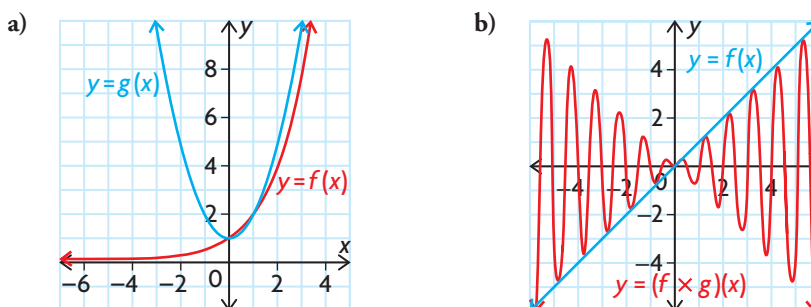 a)
y
8
6
4
2
y = g(x)
y = f(x)
x
−6 −4 −2 0 2 4
b)
y
4
2
y = f(x)
−4 −2 0 2 4
−2
−4
y = (f × g)(x)